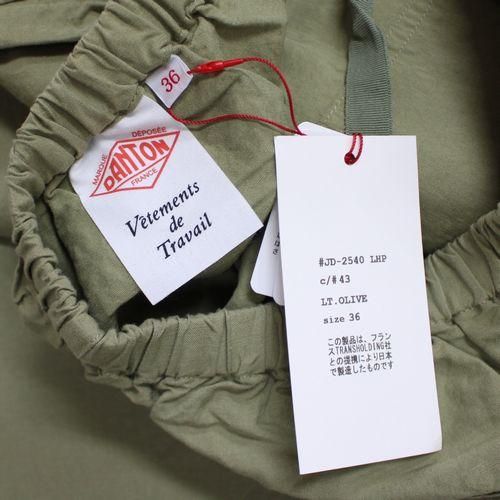 36
MARQUE DÉPOSÉE
DANTON
FRANCE
Vêtements
de
Travail
#JD-2540 LHP
c/#43
LT.OLIVE
size 36
この製品は、フラン
スTRANSHOLDING社
との提携により日本
で製造したものです